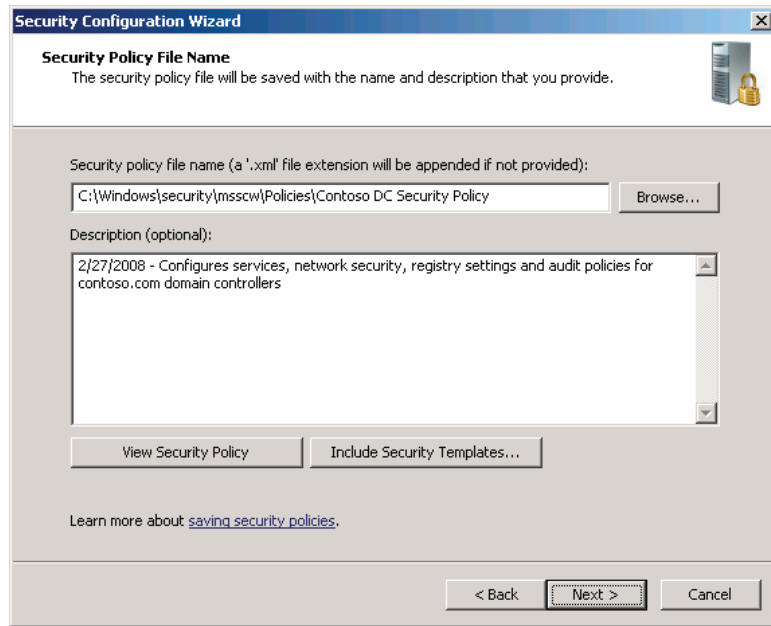 Security Configuration Wizard
Security Policy File Name
The security policy file will be saved with the name and description that you provide.
Security policy file name (a '.xml' file extension will be appended if not provided):
C:\Windows\security\msscw\Policies\Contoso DC Security Policy
Browse...
Description (optional):
2/27/2008 - Configures services, network security, registry settings and audit policies for
contoso.com domain controllers
View Security Policy
Include Security Templates...
Learn more about saving security policies.
< Back
Next >
Cancel